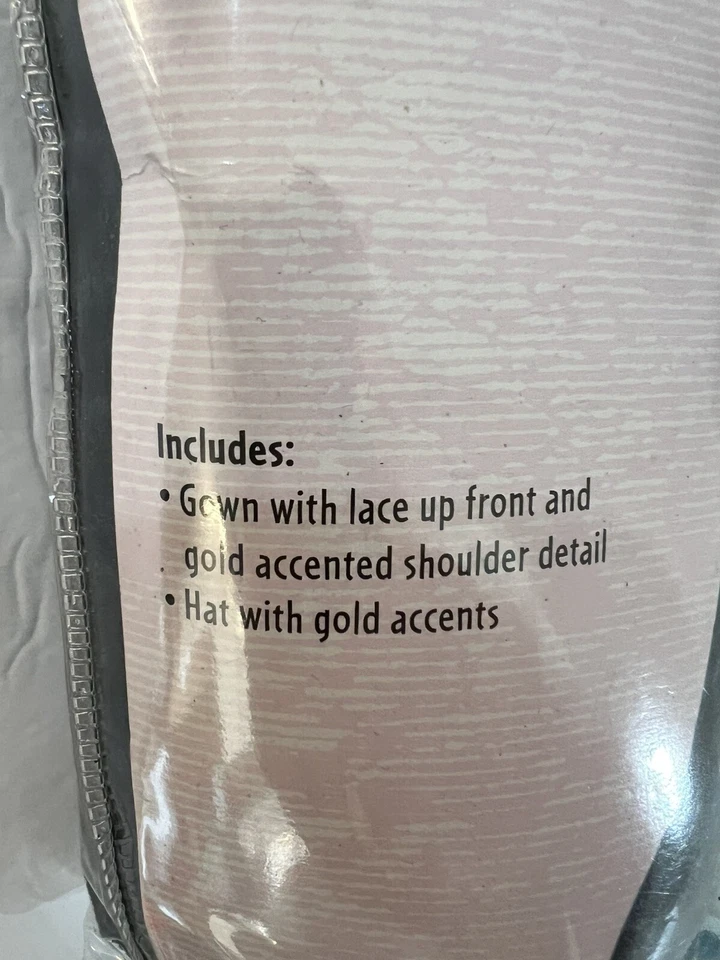 Includes:
• Gown with lace up front and
gold accented shoulder detail
• Hat with gold accents